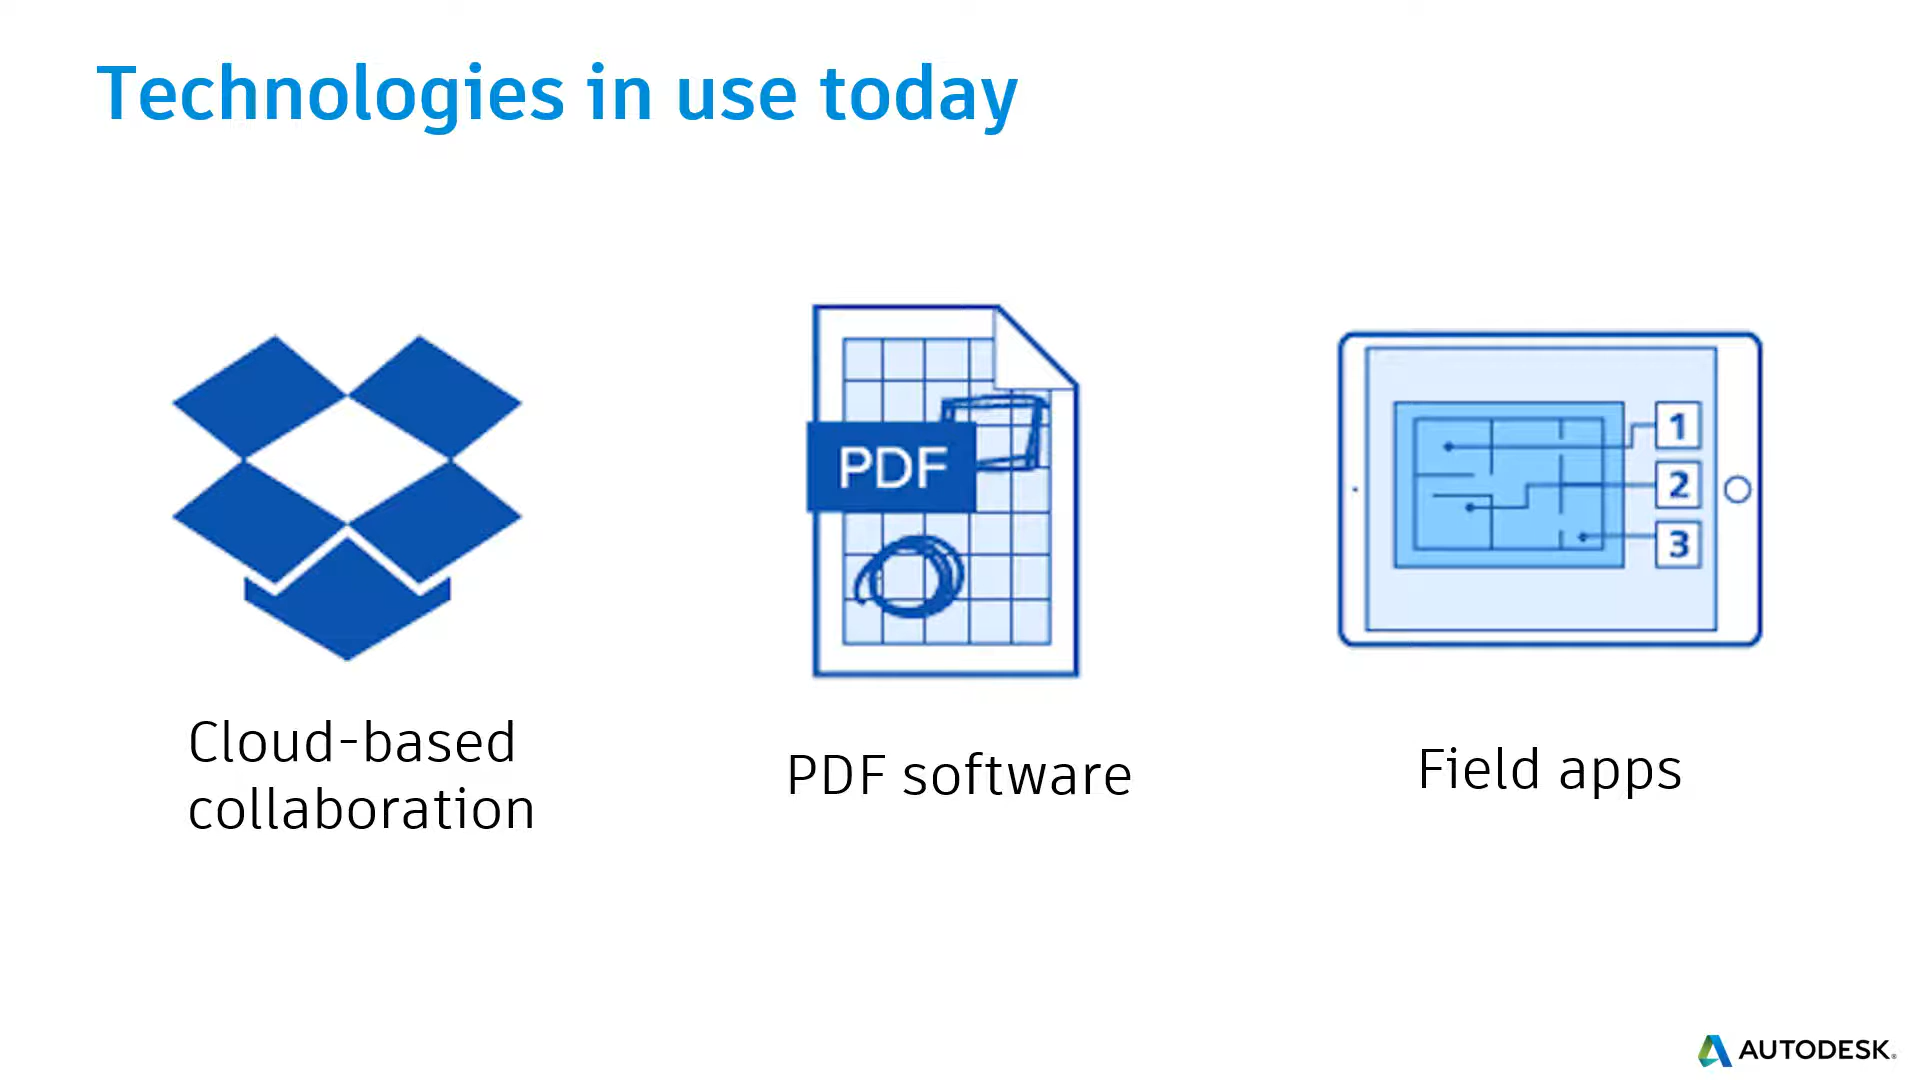 Technologies in use today
PDF
1
2
3
Cloud-based
collaboration
PDF software
Field apps
AUTODESK®